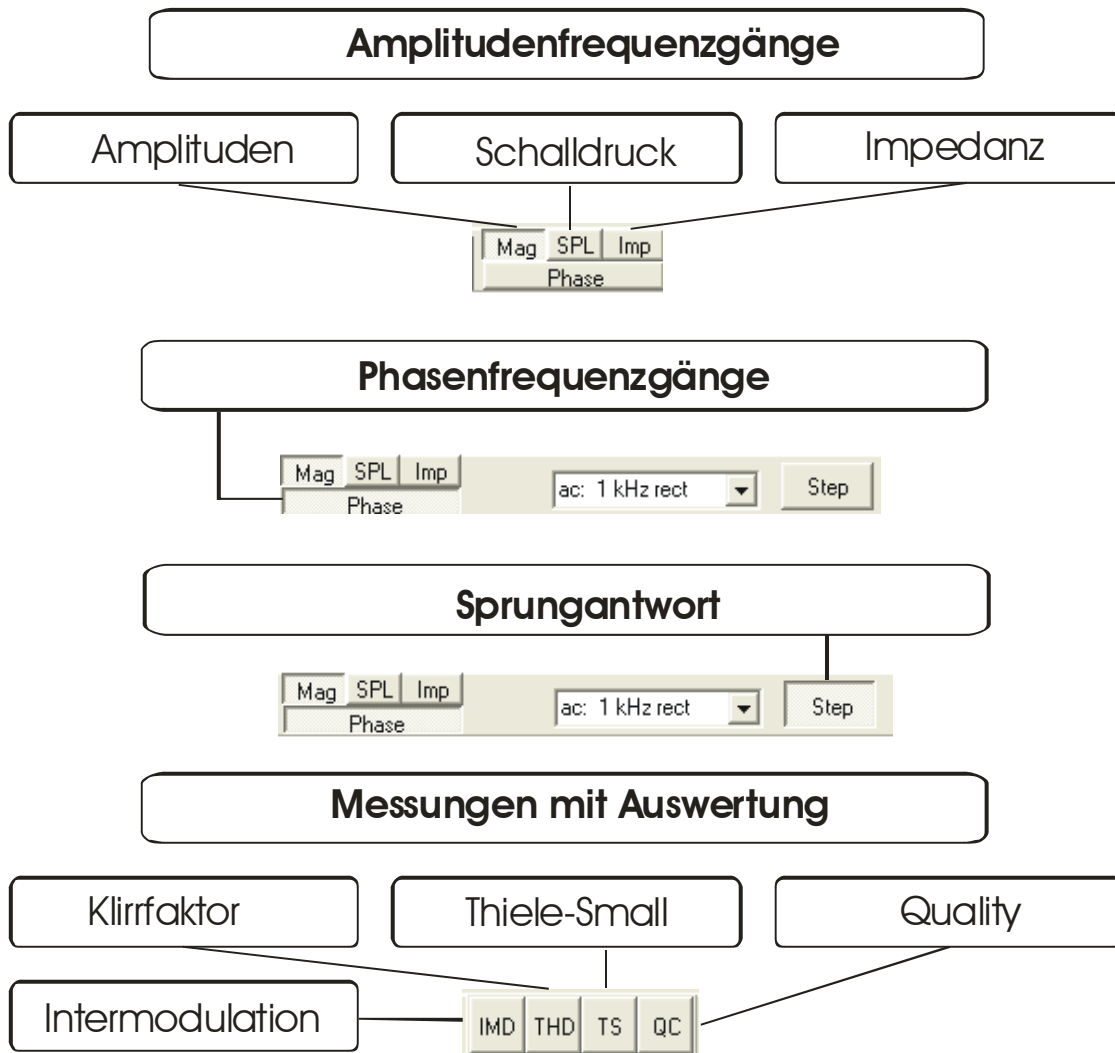 Amplitudenfrequenzgänge
Amplituden Schalldruck Impedanz
Mag SPL Imp
Phase
Phasenfrequenzgänge
Mag SPL Imp ac: 1 kHz rect Step
Phase
Sprungantwort
Mag SPL Imp ac: 1 kHz rect Step
Phase
Messungen mit Auswertung
Klirrfaktor Thiele-Small Quality
Intermodulation IMD THD TS QC